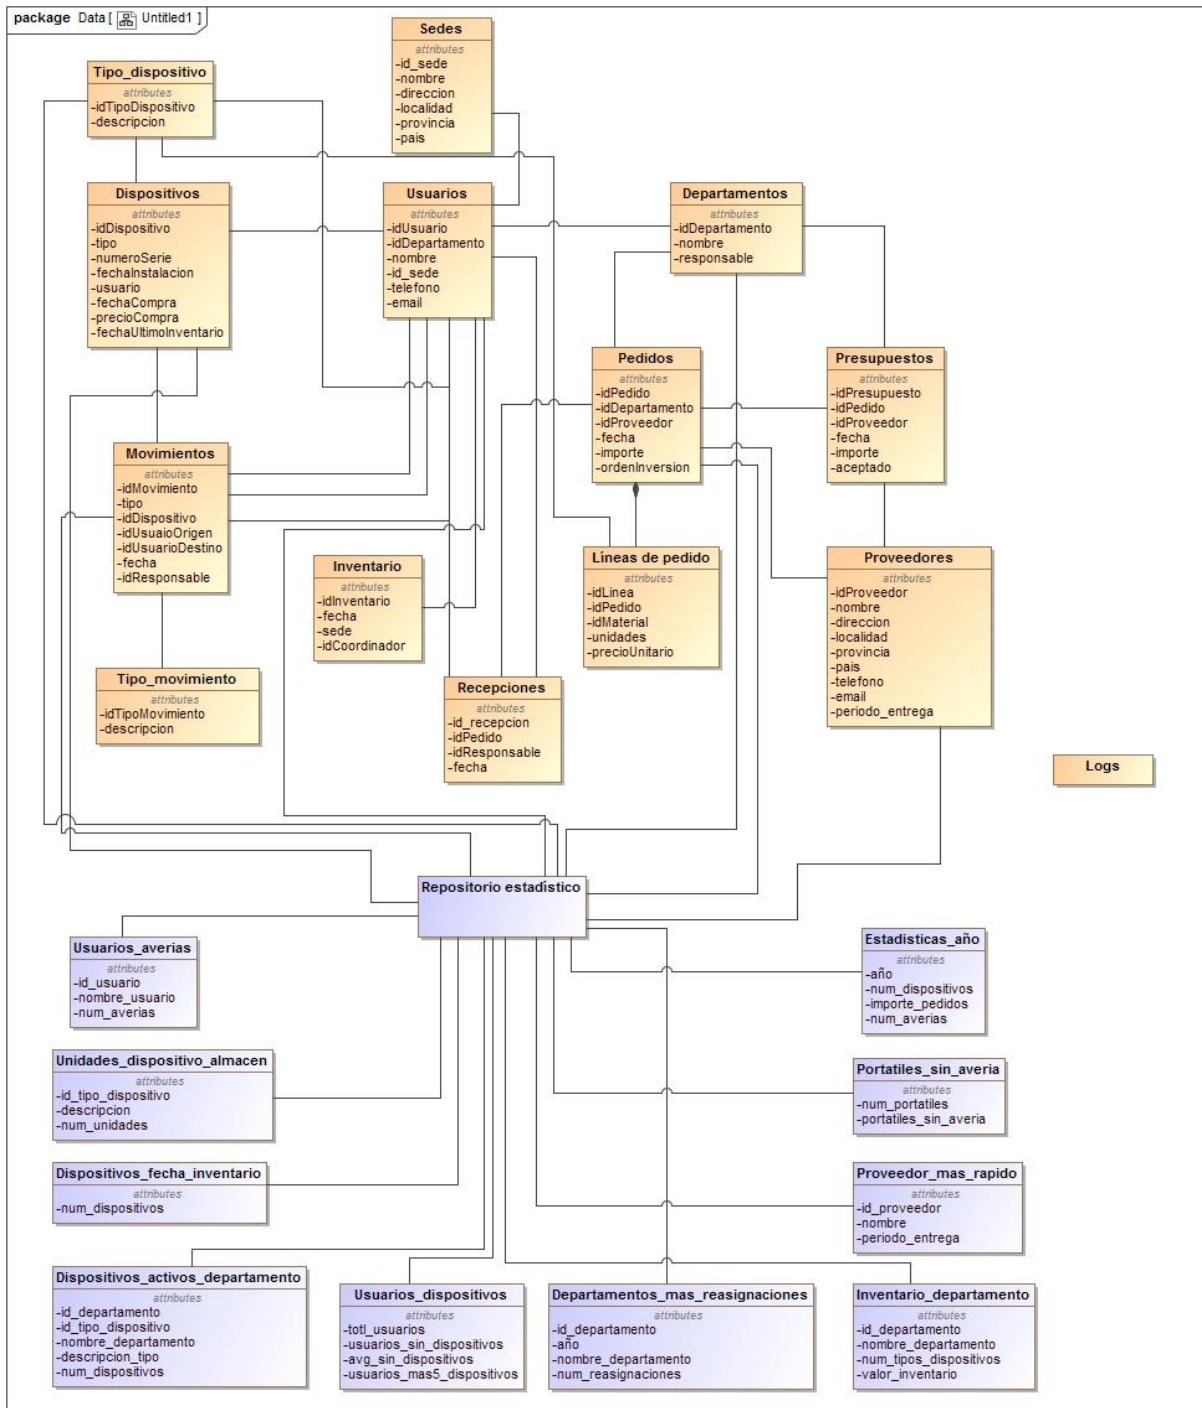 package Data [ Untitled1 ]
Sedes
attributes
-id_sede
-nombre
-direccion
-localidad
-provincia
-pais
Tipo_dispositivo
attributes
-idTipoDispositivo
-descripcion
Dispositivos
attributes
-idDispositivo
-tipo
-numeroSerie
-fechaInstalacion
-usuario
-fechaCompra
-precioCompra
-fechaUltimoInventario
Usuarios
attributes
-idUsuario
-idDepartamento
-nombre
-id_sede
-telefono
-email
Departamentos
attributes
-idDepartamento
-nombre
-responsable
Pedidos
attributes
-idPedido
-idDepartamento
-idProveedor
-fecha
-importe
-ordenInversion
Presupuestos
attributes
-idPresupuesto
-idPedido
-idProveedor
-fecha
-importe
-aceptado
Movimientos
attributes
-idMovimiento
-tipo
-idDispositivo
-idUsuaioOrigen
-idUsuarioDestino
-fecha
-idResponsable
Inventario
attributes
-idInventario
-fecha
-sede
-idCoordinador
Líneas de pedido
attributes
-idLinea
-idPedido
-idMaterial
-unidades
-precioUnitario
Proveedores
attributes
-idProveedor
-nombre
-direccion
-localidad
-provincia
-pais
-telefono
-email
-periodo_entrega
Tipo_movimiento
attributes
-idTipoMovimiento
-descripcion
Recepciones
attributes
-id_recepcion
-idPedido
-idResponsable
-fecha
Logs
Repositorio estadístico
Usuarios_averias
attributes
-id_usuario
-nombre_usuario
-num_averias
Estadisticas_año
attributes
-año
-num_dispositivos
-importe_pedidos
-num_averias
Unidades_dispositivo_almacen
attributes
-id_tipo_dispositivo
-descripcion
-num_unidades
Portatiles_sin_averia
attributes
-num_portatiles
-portatiles_sin_averia
Dispositivos_fecha_inventario
attributes
-num_dispositivos
Proveedor_mas_rapido
attributes
-id_proveedor
-nombre
-periodo_entrega
Dispositivos_activos_departamento
attributes
-id_departamento
-id_tipo_dispositivo
-nombre_departamento
-descripcion_tipo
-num_dispositivos
Usuarios_dispositivos
attributes
-totl_usuarios
-usuarios_sin_dispositivos
-avg_sin_dispositivos
-usuarios_mas5_dispositivos
Departamentos_mas_reasignaciones
attributes
-id_departamento
-año
-nombre_departamento
-num_reasignaciones
Inventario_departamento
attributes
-id_departamento
-nombre_departamento
-num_tipos_dispositivos
-valor_inventario